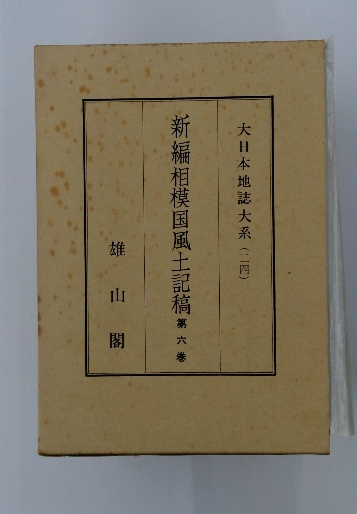 大日本地誌大系(二四)
新編相模国風土記稿 第六巻
雄山閣